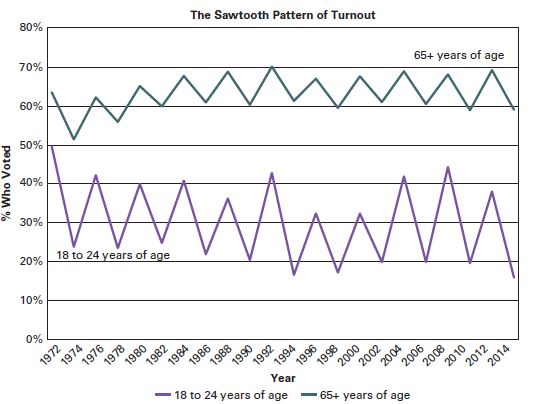 The Sawtooth Pattern of Turnout
80%
65+ years of age
70%
60%
50%
% Who Voted
40%
30%
18 to 24 years of age
20%
10%
0%
1972 1974 1976 1978 1980 1982 1984 1986 1988 1990 1992 1994 1996 1998 2000 2002 2004 2006 2008 2010 2012 2014
Year
18 to 24 years of age 65+ years of age